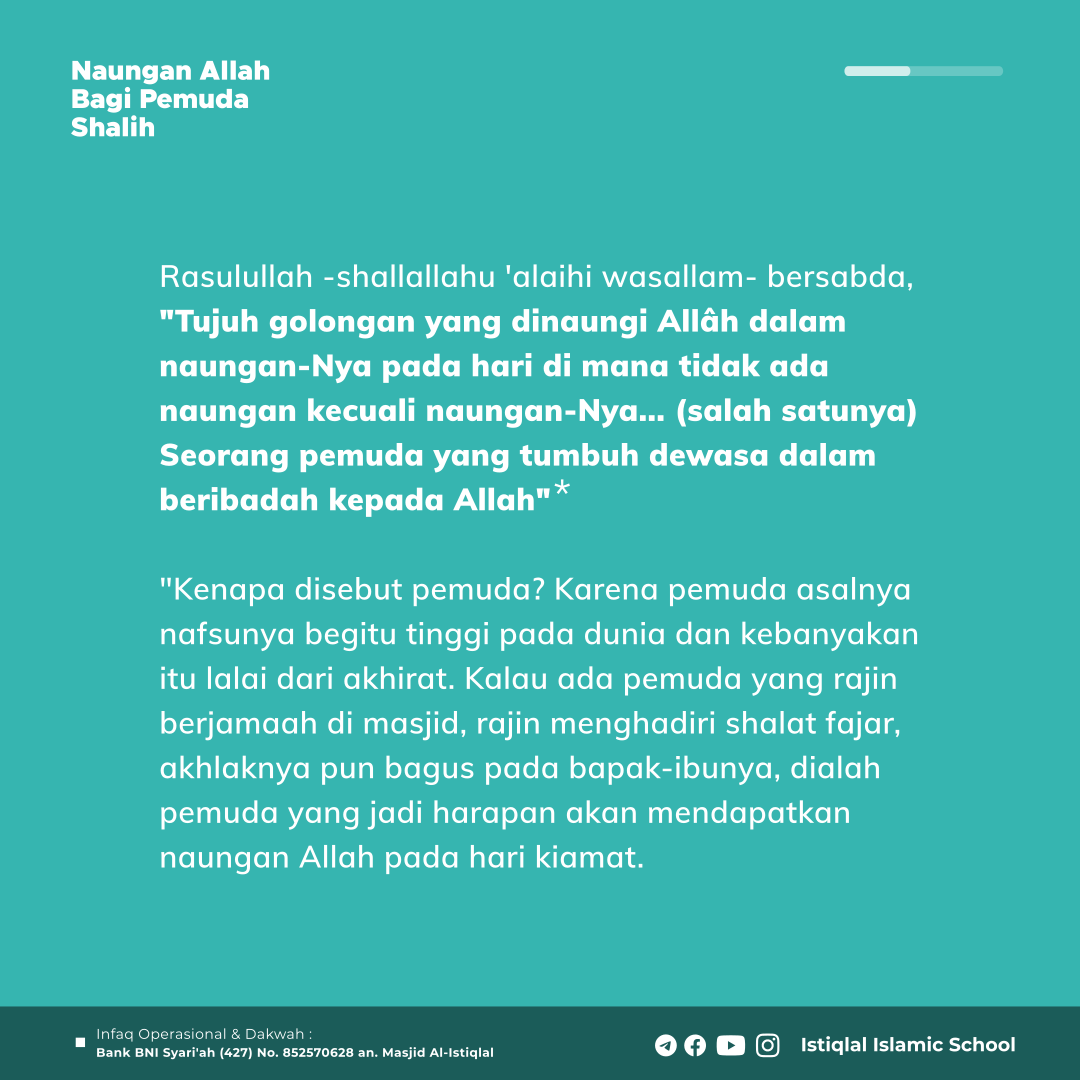 Naungan Allah
Bagi Pemuda
Shalih
Rasulullah -shallallahu 'alaihi wasallam- bersabda,
"Tujuh golongan yang dinaungi Allâh dalam
naungan-Nya pada hari di mana tidak ada
naungan kecuali naungan-Nya... (salah satunya)
Seorang pemuda yang tumbuh dewasa dalam
beribadah kepada Allah"*
"Kenapa disebut pemuda? Karena pemuda asalnya
nafsunya begitu tinggi pada dunia dan kebanyakan
itu lalai dari akhirat. Kalau ada pemuda yang rajin
berjamaah di masjid, rajin menghadiri shalat fajar,
akhlaknya pun bagus pada bapak-ibunya, dialah
pemuda yang jadi harapan akan mendapatkan
naungan Allah pada hari kiamat.
Infaq Operasional & Dakwah :
Bank BNI Syari'ah (427) No. 852570628 an. Masjid Al-Istiqlal
Istiqlal Islamic School